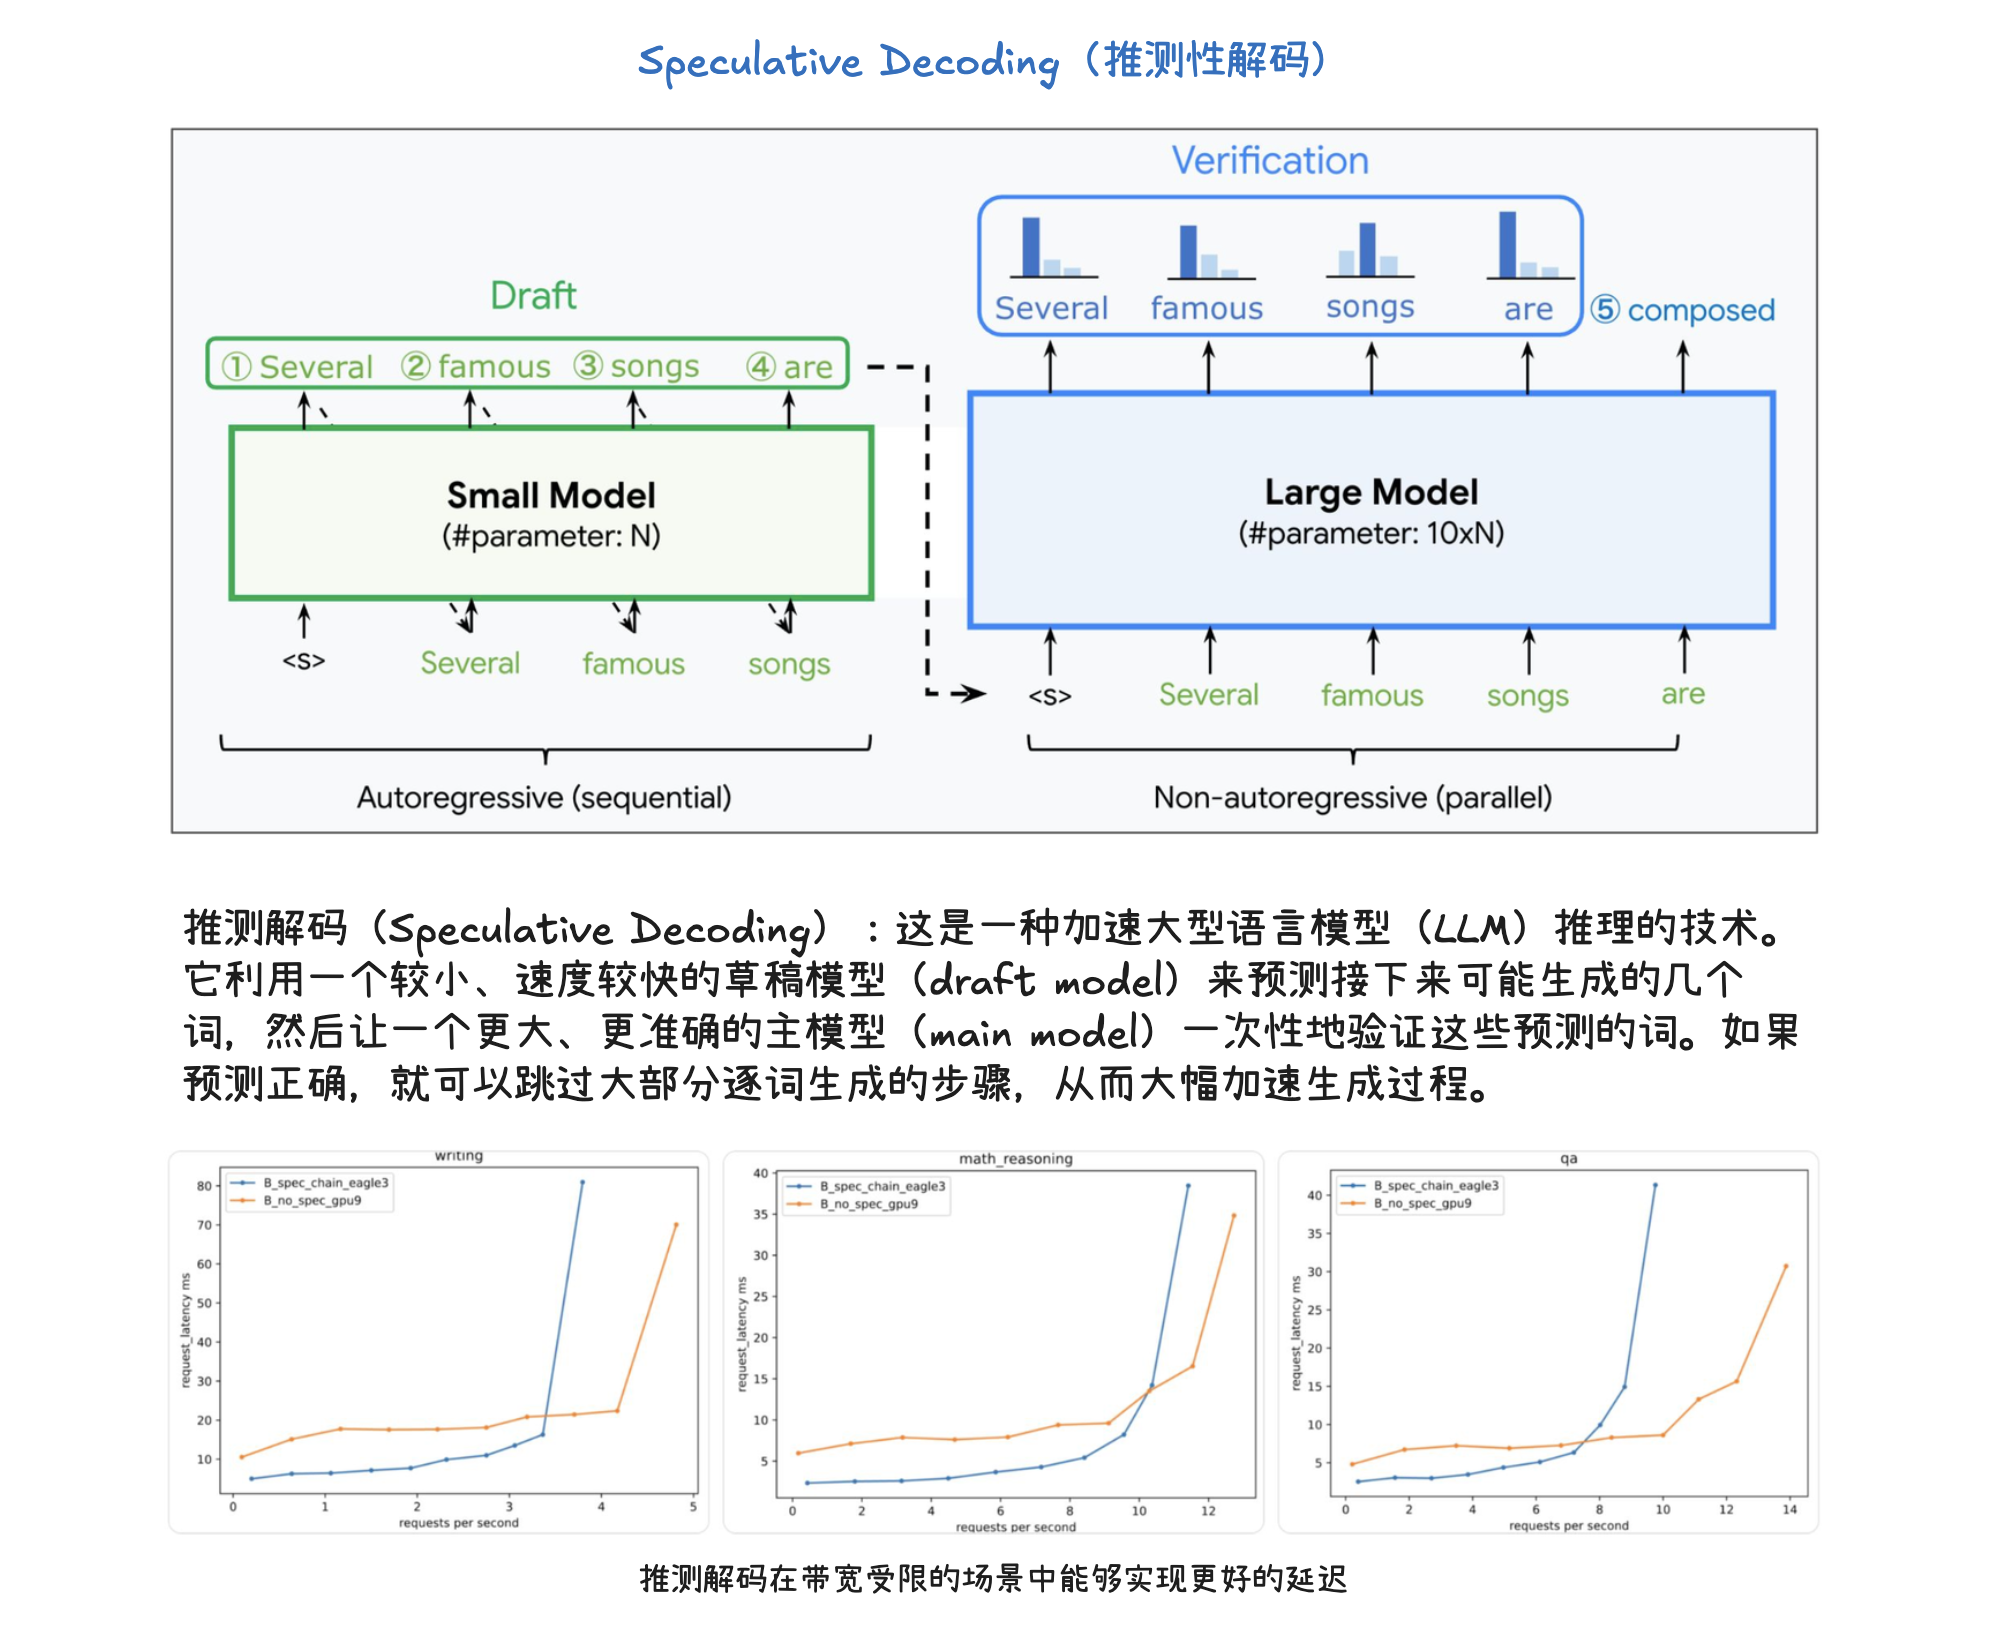 Speculative Decoding（推测性解码）
Verification
Several famous songs are ⑤ composed
Draft
① Several ② famous ③ songs ④ are
Small Model
(#parameter: N)
Large Model
(#parameter: 10xN)
<s> Several famous songs
<s> Several famous songs are
Autoregressive (sequential)
Non-autoregressive (parallel)
推测解码（Speculative Decoding）：这是一种加速大型语言模型（LLM）推理的技术。
它利用一个较小、速度较快的草稿模型（draft model）来预测接下来可能生成的几个
词，然后让一个更大、更准确的主模型（main model）一次性地验证这些预测的词。如果
预测正确，就可以跳过大部分逐词生成的步骤，从而大幅加速生成过程。
writing
B_spec_chain_eagle3
B_no_spec_gpu9
request_latency ms
80
70
60
50
40
30
20
10
0 1 2 3 4 5
requests per second
math_reasoning
B_spec_chain_eagle3
B_no_spec_gpu9
request_latency ms
40
35
30
25
20
15
10
5
0 2 4 6 8 10 12
requests per second
qa
B_spec_chain_eagle3
B_no_spec_gpu9
request_latency ms
40
35
30
25
20
15
10
5
0 2 4 6 8 10 12 14
requests per second
推测解码在带宽受限的场景中能够实现更好的延迟